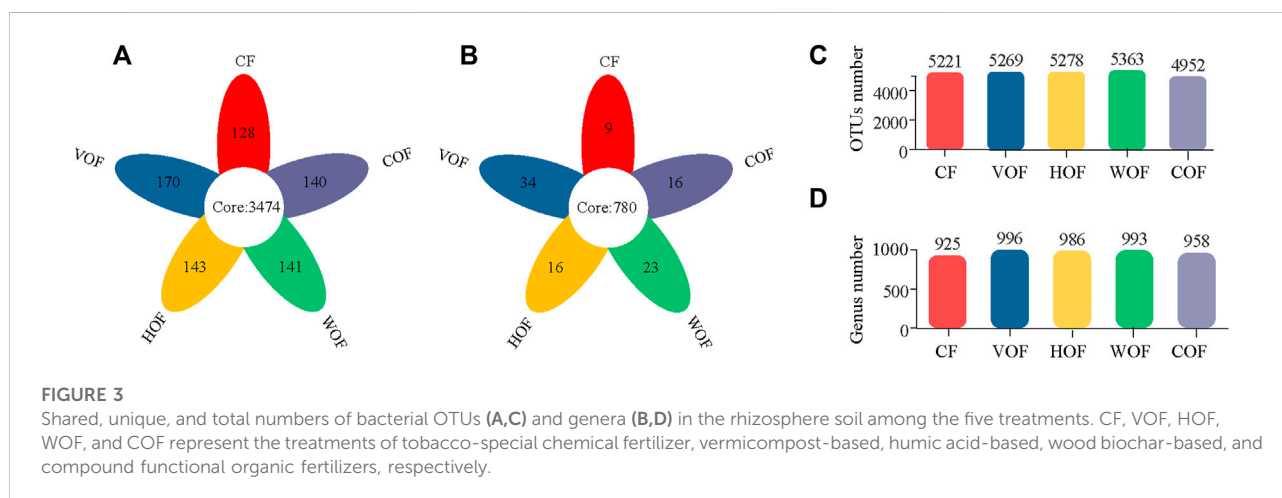 A
CF
128
VOF
170
COF
140
Core:3474
143
141
HOF
WOF
B
CF
9
VOF
34
COF
16
Core:780
16
23
HOF
WOF
C
OTUs number
5221 5269 5278 5363 4952
4000
2000
0
CF VOF HOF WOF COF
D
Genus number
925 996 986 993 958
1000
500
0
CF VOF HOF WOF COF
FIGURE 3
Shared, unique, and total numbers of bacterial OTUs (A,C) and genera (B,D) in the rhizosphere soil among the five treatments. CF, VOF, HOF,
WOF, and COF represent the treatments of tobacco-special chemical fertilizer, vermicompost-based, humic acid-based, wood biochar-based, and
compound functional organic fertilizers, respectively.